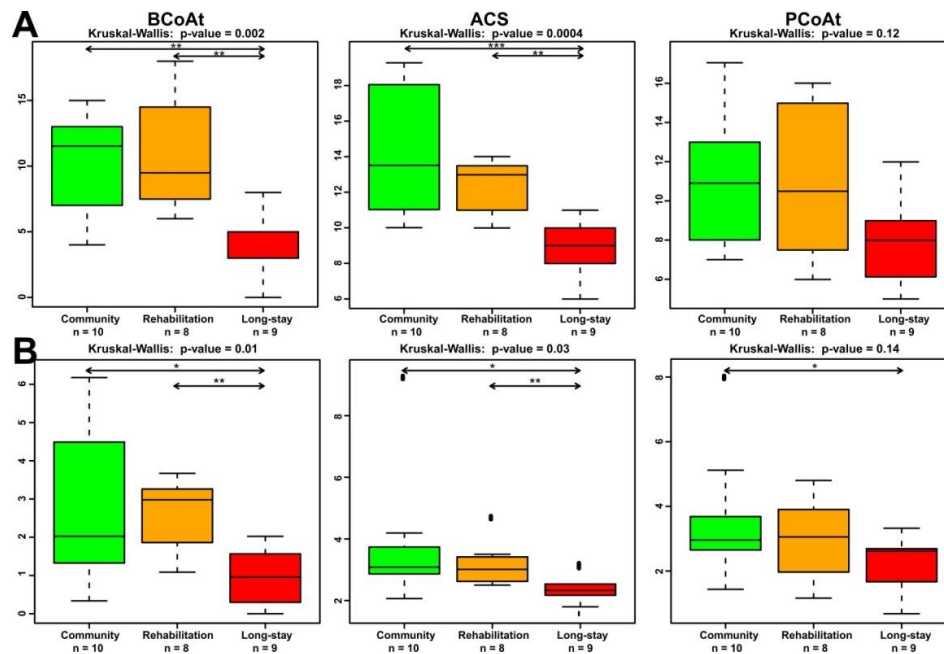 A
BCoAt
ACS
PCoAt
Kruskal-Wallis: p-value = 0.002
Kruskal-Wallis: p-value = 0.0004
Kruskal-Wallis: p-value = 0.12
**
**
***
**
15
10
5
0
18
16
14
12
10
8
6
16
14
12
10
8
6
Community
Rehabilitation
Long-stay
Community
Rehabilitation
Long-stay
Community
Rehabilitation
Long-stay
n = 10
n = 8
n = 9
n = 10
n = 8
n = 9
n = 10
n = 8
n = 9
B
Kruskal-Wallis: p-value = 0.01
Kruskal-Wallis: p-value = 0.03
Kruskal-Wallis: p-value = 0.14
*
**
*
**
*
6
5
4
3
2
1
0
8
6
4
2
8
6
4
2
Community
Rehabilitation
Long-stay
Community
Rehabilitation
Long-stay
Community
Rehabilitation
Long-stay
n = 10
n = 8
n = 9
n = 10
n = 8
n = 9
n = 10
n = 8
n = 9